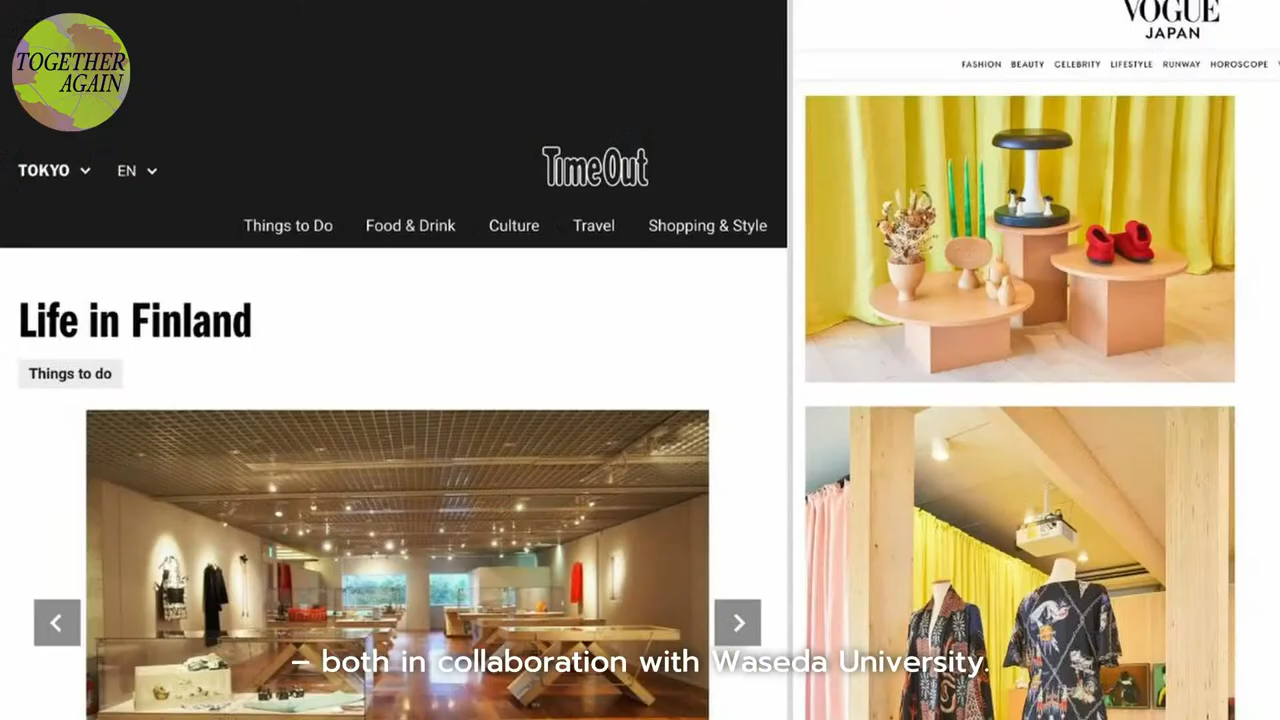 TOGETHER
AGAIN
TOKYO
EN
TimeOut
Things to Do
Food & Drink
Culture
Travel
Shopping & Style
Life in Finland
Things to do
VOGUE
JAPAN
FASHION
BEAUTY
CELEBRITY
LIFESTYLE
RUNWAY
HOROSCOPE
– both in collaboration with Waseda University.